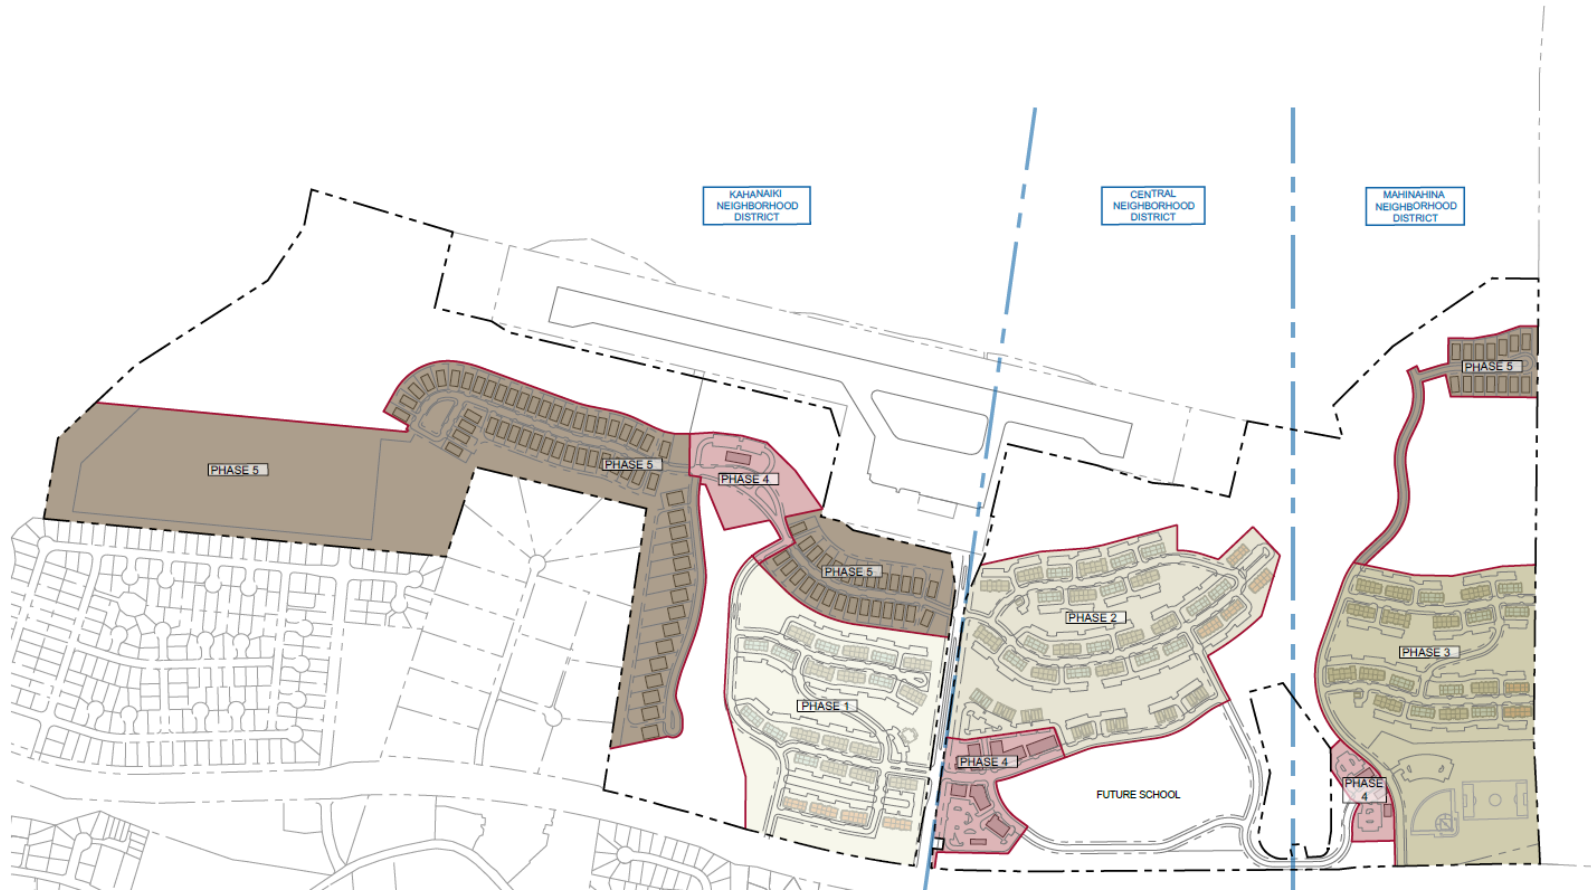 KAHANAIKI
NEIGHBORHOOD
DISTRICT
CENTRAL
NEIGHBORHOOD
DISTRICT
MAHINAHINA
NEIGHBORHOOD
DISTRICT
PHASE 5
PHASE 5
PHASE 5
PHASE 4
PHASE 5
PHASE 2
PHASE 3
PHASE 1
PHASE 4
PHASE
4
FUTURE SCHOOL